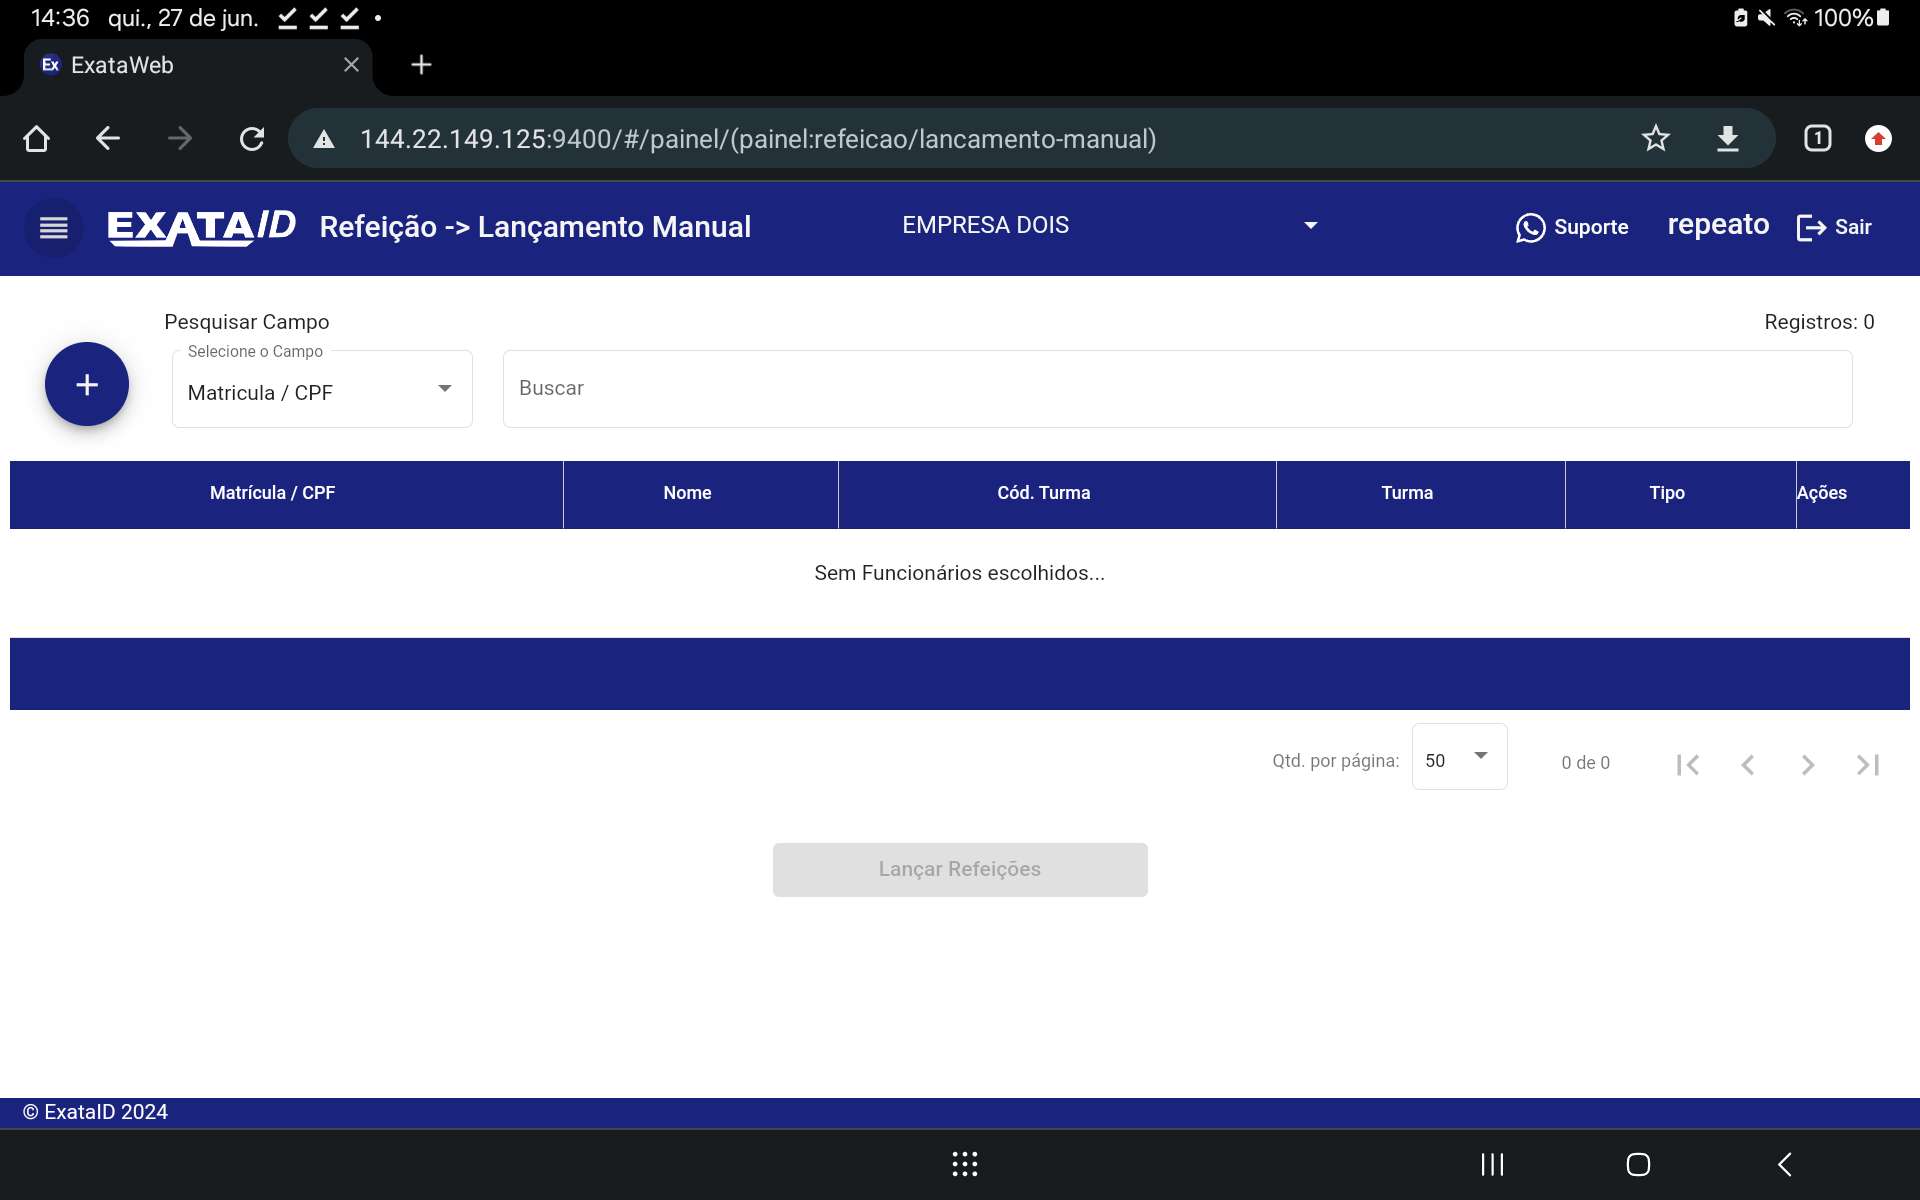 14:36 qui., 27 de jun. 100%
Ex ExataWeb
144.22.149.125:9400/#/painel/(painel:refeicao/lancamento-manual) 1
EXATAID Refeição -> Lançamento Manual EMPRESA DOIS Suporte repeato Sair
Pesquisar Campo Registros: 0
Selecione o Campo
Matricula / CPF Buscar
Matrícula / CPF Nome Cód. Turma Turma Tipo Ações
Sem Funcionários escolhidos...
Qtd. por página: 50 0 de 0
Lançar Refeições
© ExataID 2024